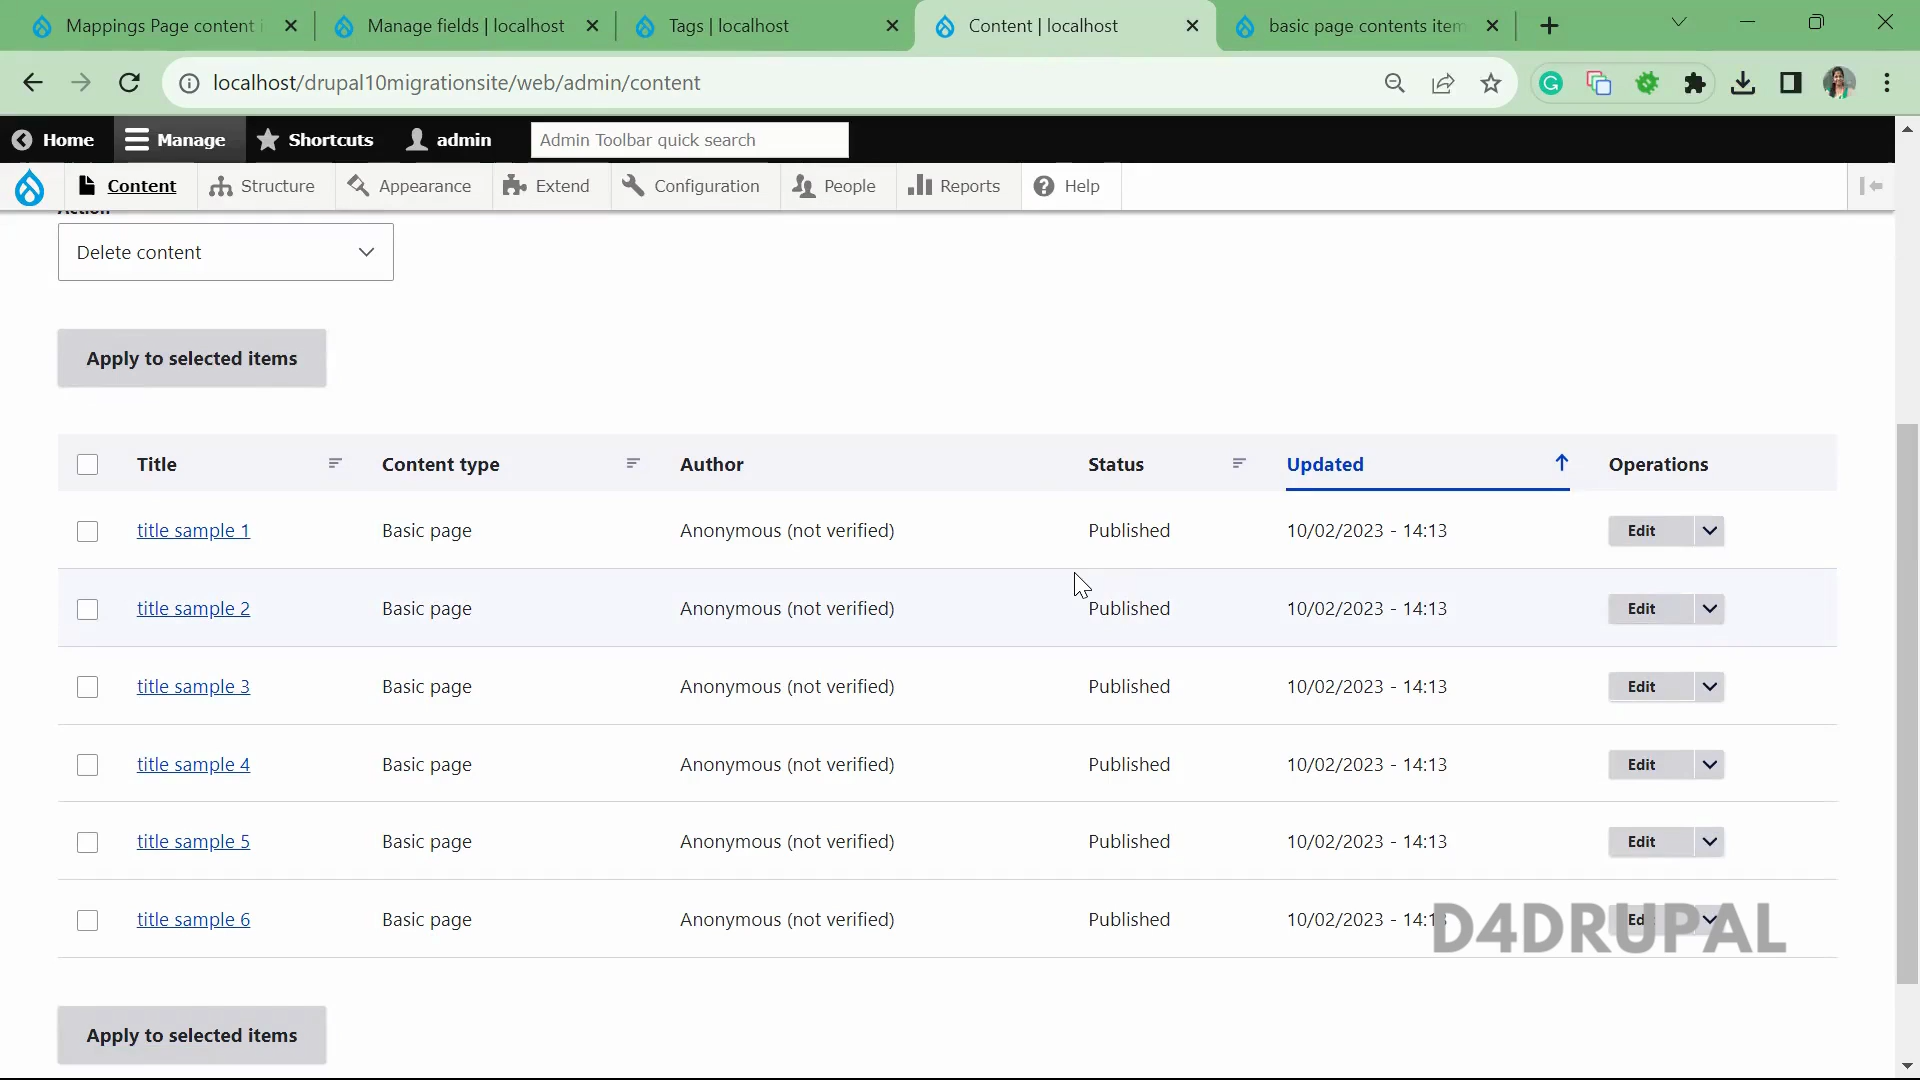 Mappings Page content i
Manage fields | localhost
Tags | localhost
Content | localhost
basic page contents item
localhost/drupal10migrationsite/web/admin/content
Home
Manage
Shortcuts
admin
Admin Toolbar quick search
Content
Structure
Appearance
Extend
Configuration
People
Reports
Help
Action
Delete content
Apply to selected items
Title Content type Author Status Updated Operations
title sample 1 Basic page Anonymous (not verified) Published 10/02/2023 - 14:13 Edit
title sample 2 Basic page Anonymous (not verified) Published 10/02/2023 - 14:13 Edit
title sample 3 Basic page Anonymous (not verified) Published 10/02/2023 - 14:13 Edit
title sample 4 Basic page Anonymous (not verified) Published 10/02/2023 - 14:13 Edit
title sample 5 Basic page Anonymous (not verified) Published 10/02/2023 - 14:13 Edit
title sample 6 Basic page Anonymous (not verified) Published 10/02/2023 - 14:13 Edit
D4DRUPAL
Apply to selected items